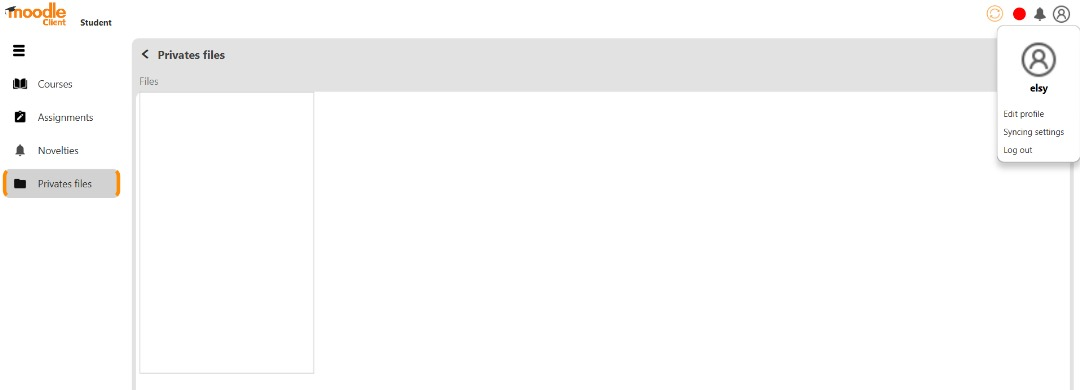 moodle
Client
Student
Privates files
Files
Courses
Assignments
Novelties
Privates files
elsy
Edit profile
Syncing settings
Log out